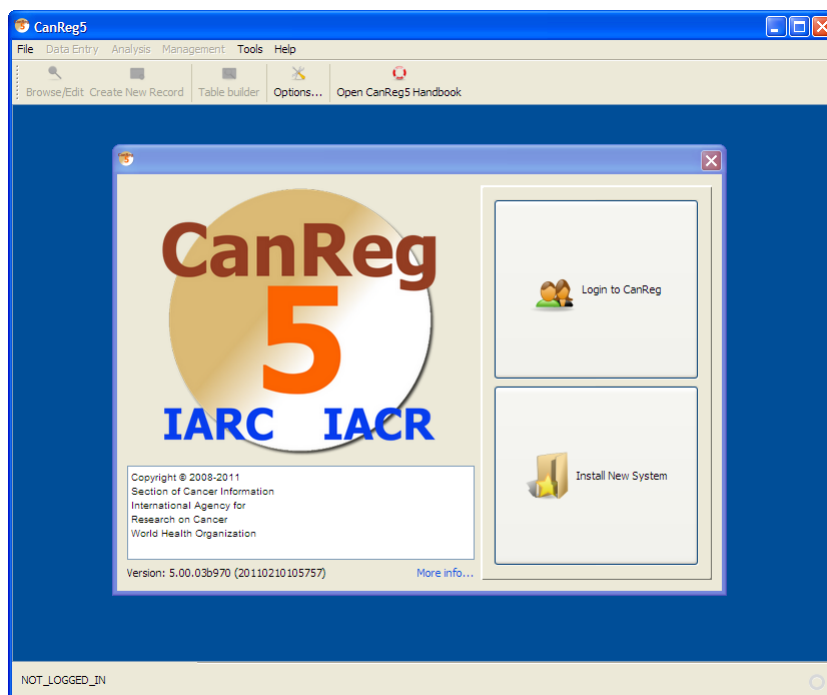 CanReg5
File Data Entry Analysis Management Tools Help
Browse/Edit Create New Record Table builder Options... Open CanReg5 Handbook
5
CanReg
5
IARC IACR
Login to CanReg
Install New System
Copyright © 2008-2011
Section of Cancer Information
International Agency for
Research on Cancer
World Health Organization
Version: 5.00.03b970 (20110210105757) More info...
NOT_LOGGED_IN